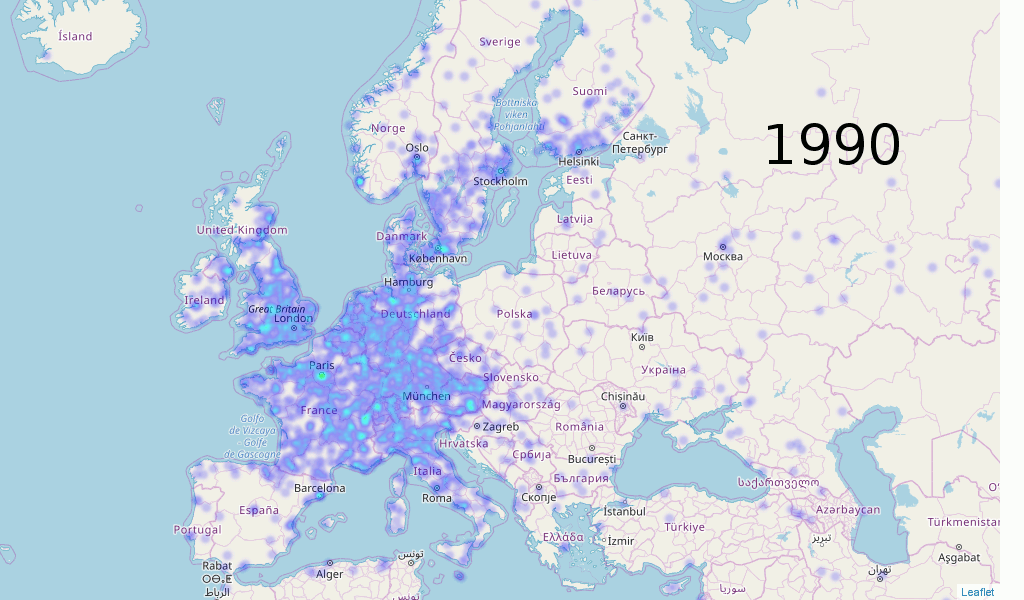 Ísland
Sverige
Suomi
Bottniska
viken
Pohjanlahti
1990
Norge
Санкт-
Петербург
Oslo
Helsinki
Stockholm
Eesti
Latvija
United Kingdom
Danmark
København
Lietuva
Москва
Hamburg
Беларусь
Ireland
Great Britain
London
Deutschland
Polska
Київ
Paris
Česko
Україна
Slovensko
München
Magyarország
Chișinău
France
Golfo
de Vizcaya
- Golfe
de Gascogne
Zagreb
România
Hrvatska
Србија
București
Italia
България
Barcelona
Roma
Скопје
საქართველო
España
İstanbul
Azərbaycan
Portugal
Türkiye
Türkmenistan
Ελλάδα
İzmir
تبریز
تونس
Aşgabat
Rabat
ⵔⴱⴰⵟ
الرباط
Alger
تهران
تونس
سوريا
Leaflet